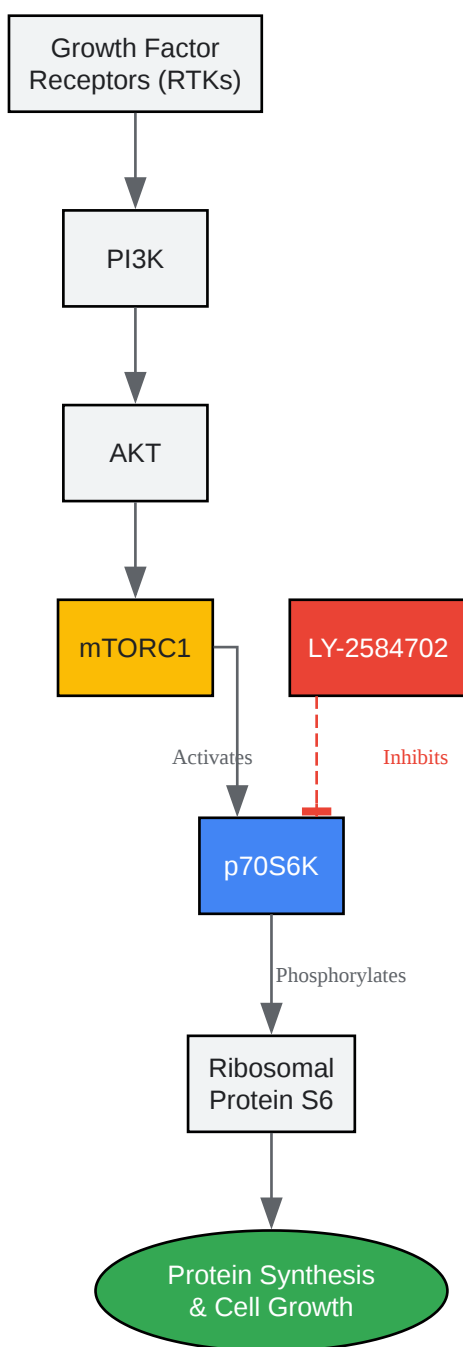 Growth Factor
Receptors (RTKs)
PI3K
AKT
mTORC1
LY-2584702
Activates
Inhibits
p70S6K
Phosphorylates
Ribosomal
Protein S6
Protein Synthesis
& Cell Growth